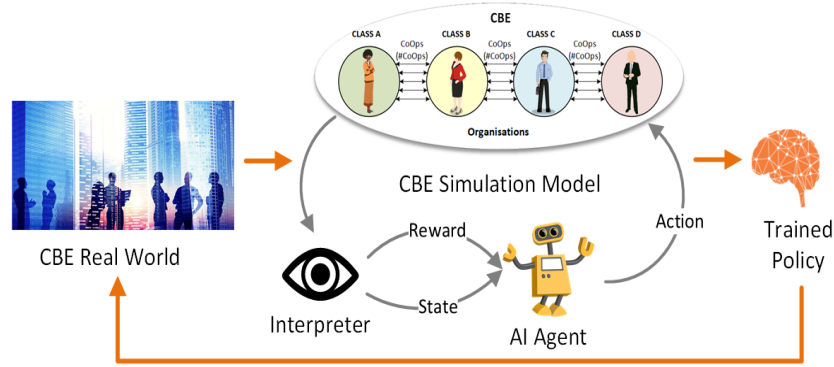 CBE
CLASS A
CLASS B
CLASS C
CLASS D
CoOps
(#CoOps)
CoOps
(#CoOps)
CoOps
(#CoOps)
Organisations
CBE Simulation Model
CBE Real World
Reward
State
Interpreter
AI Agent
Action
Trained
Policy